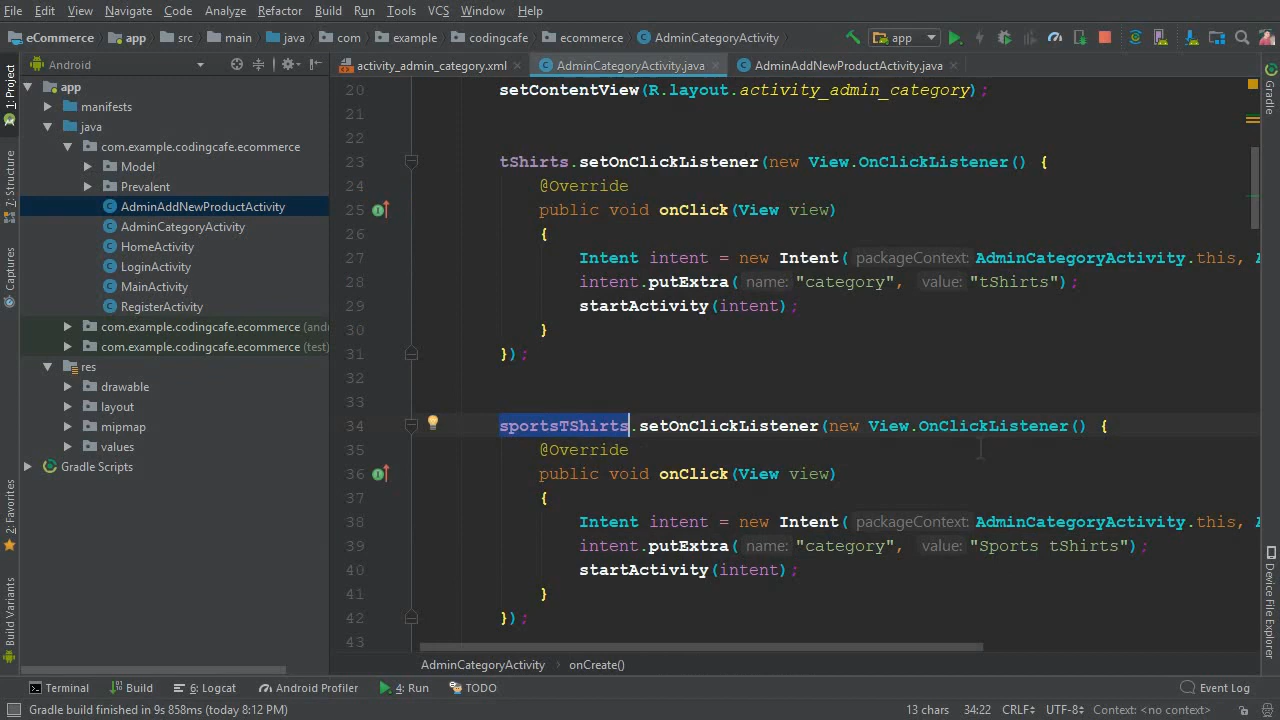 File Edit View Navigate Code Analyze Refactor Build Run Tools VCS Window Help
eCommerce app src main java com example codingcafe ecommerce AdminCategoryActivity app
Android
activity_admin_category.xml AdminCategoryActivity.java AdminAddNewProductActivity.java
1: Project
7: Structure
Captures
2: Favorites
Build Variants
app
manifests
java
com.example.codingcafe.ecommerce
Model
Prevalent
AdminAddNewProductActivity
AdminCategoryActivity
HomeActivity
LoginActivity
MainActivity
RegisterActivity
com.example.codingcafe.ecommerce (andr
com.example.codingcafe.ecommerce (test)
res
drawable
layout
mipmap
values
Gradle Scripts
20 setContentView(R.layout.activity_admin_category);
21
22
23 tShirts.setOnClickListener(new View.OnClickListener() {
24 @Override
25 public void onClick(View view)
26 {
27 Intent intent = new Intent( packageContext: AdminCategoryActivity.this, A
28 intent.putExtra( name: "category", value: "tShirts");
29 startActivity(intent);
30 }
31 });
32
33
34 sportsTShirts.setOnClickListener(new View.OnClickListener() {
35 @Override
36 public void onClick(View view)
37 {
38 Intent intent = new Intent( packageContext: AdminCategoryActivity.this, A
39 intent.putExtra( name: "category", value: "Sports tShirts");
40 startActivity(intent);
41 }
42 });
43
Gradle
Device File Explorer
AdminCategoryActivity onCreate()
Terminal Build 6: Logcat Android Profiler 4: Run TODO Event Log
Gradle build finished in 9s 858ms (today 8:12 PM) 13 chars 34:22 CRLF UTF-8 Context: <no context>